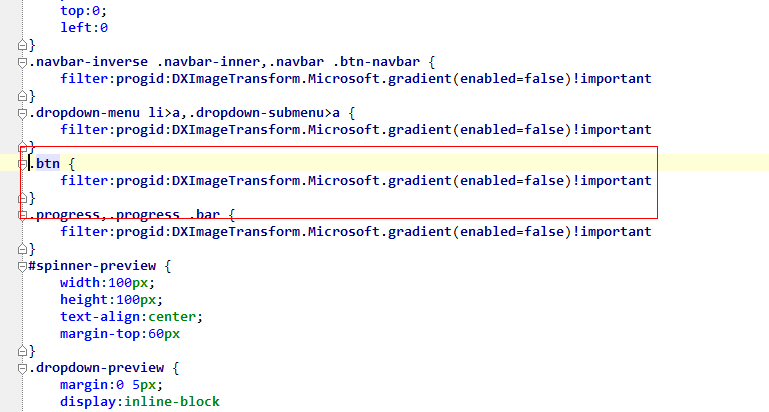 top:0;
left:0
}
.navbar-inverse .navbar-inner,.navbar .btn-navbar {
filter:progid:DXImageTransform.Microsoft.gradient(enabled=false)!important
}
.dropdown-menu li>a,.dropdown-submenu>a {
filter:progid:DXImageTransform.Microsoft.gradient(enabled=false)!important
}
.btn {
filter:progid:DXImageTransform.Microsoft.gradient(enabled=false)!important
}
.progress,.progress .bar {
filter:progid:DXImageTransform.Microsoft.gradient(enabled=false)!important
}
#spinner-preview {
width:100px;
height:100px;
text-align:center;
margin-top:60px
}
.dropdown-preview {
margin:0 5px;
display:inline-block